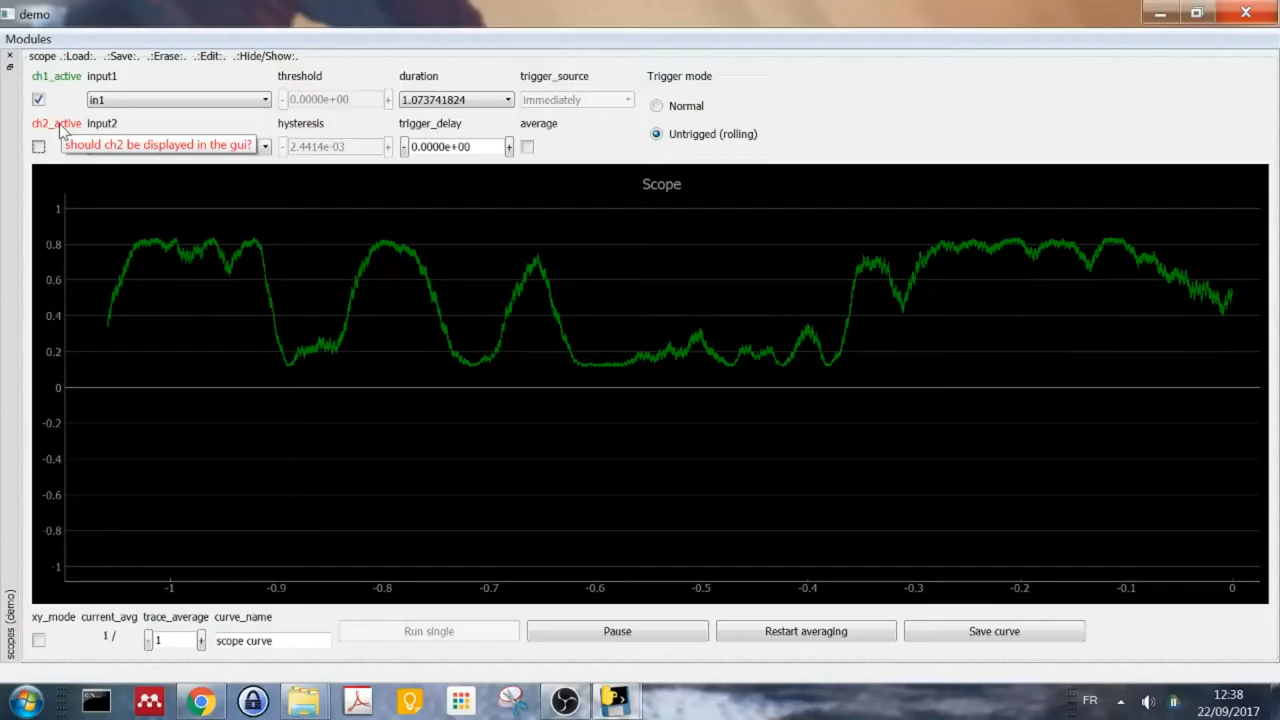 demo
Modules
scope .:Load:. .:Save:. .:Erase:. .:Edit:. .:Hide/Show:.
ch1_active input1 threshold duration trigger_source Trigger mode
in1 - 0.0000e+00 + 1.073741824 immediately Normal
ch2_active input2 hysteresis trigger_delay average Untrigged (rolling)
should ch2 be displayed in the gui? - 2.4414e-03 + - 0.0000e+00 +
Scope
1
0.8
0.6
0.4
0.2
0
-0.2
-0.4
-0.6
-0.8
-1
-1 -0.9 -0.8 -0.7 -0.6 -0.5 -0.4 -0.3 -0.2 -0.1 0
scopes (demo)
xy_mode current_avg trace_average curve_name
1 / - 1 + scope curve Run single Pause Restart averaging Save curve
FR 12:38
22/09/2017